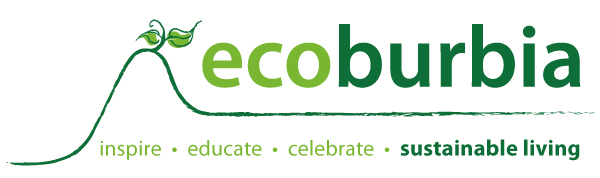 ecoburbia
inspire • educate • celebrate • sustainable living